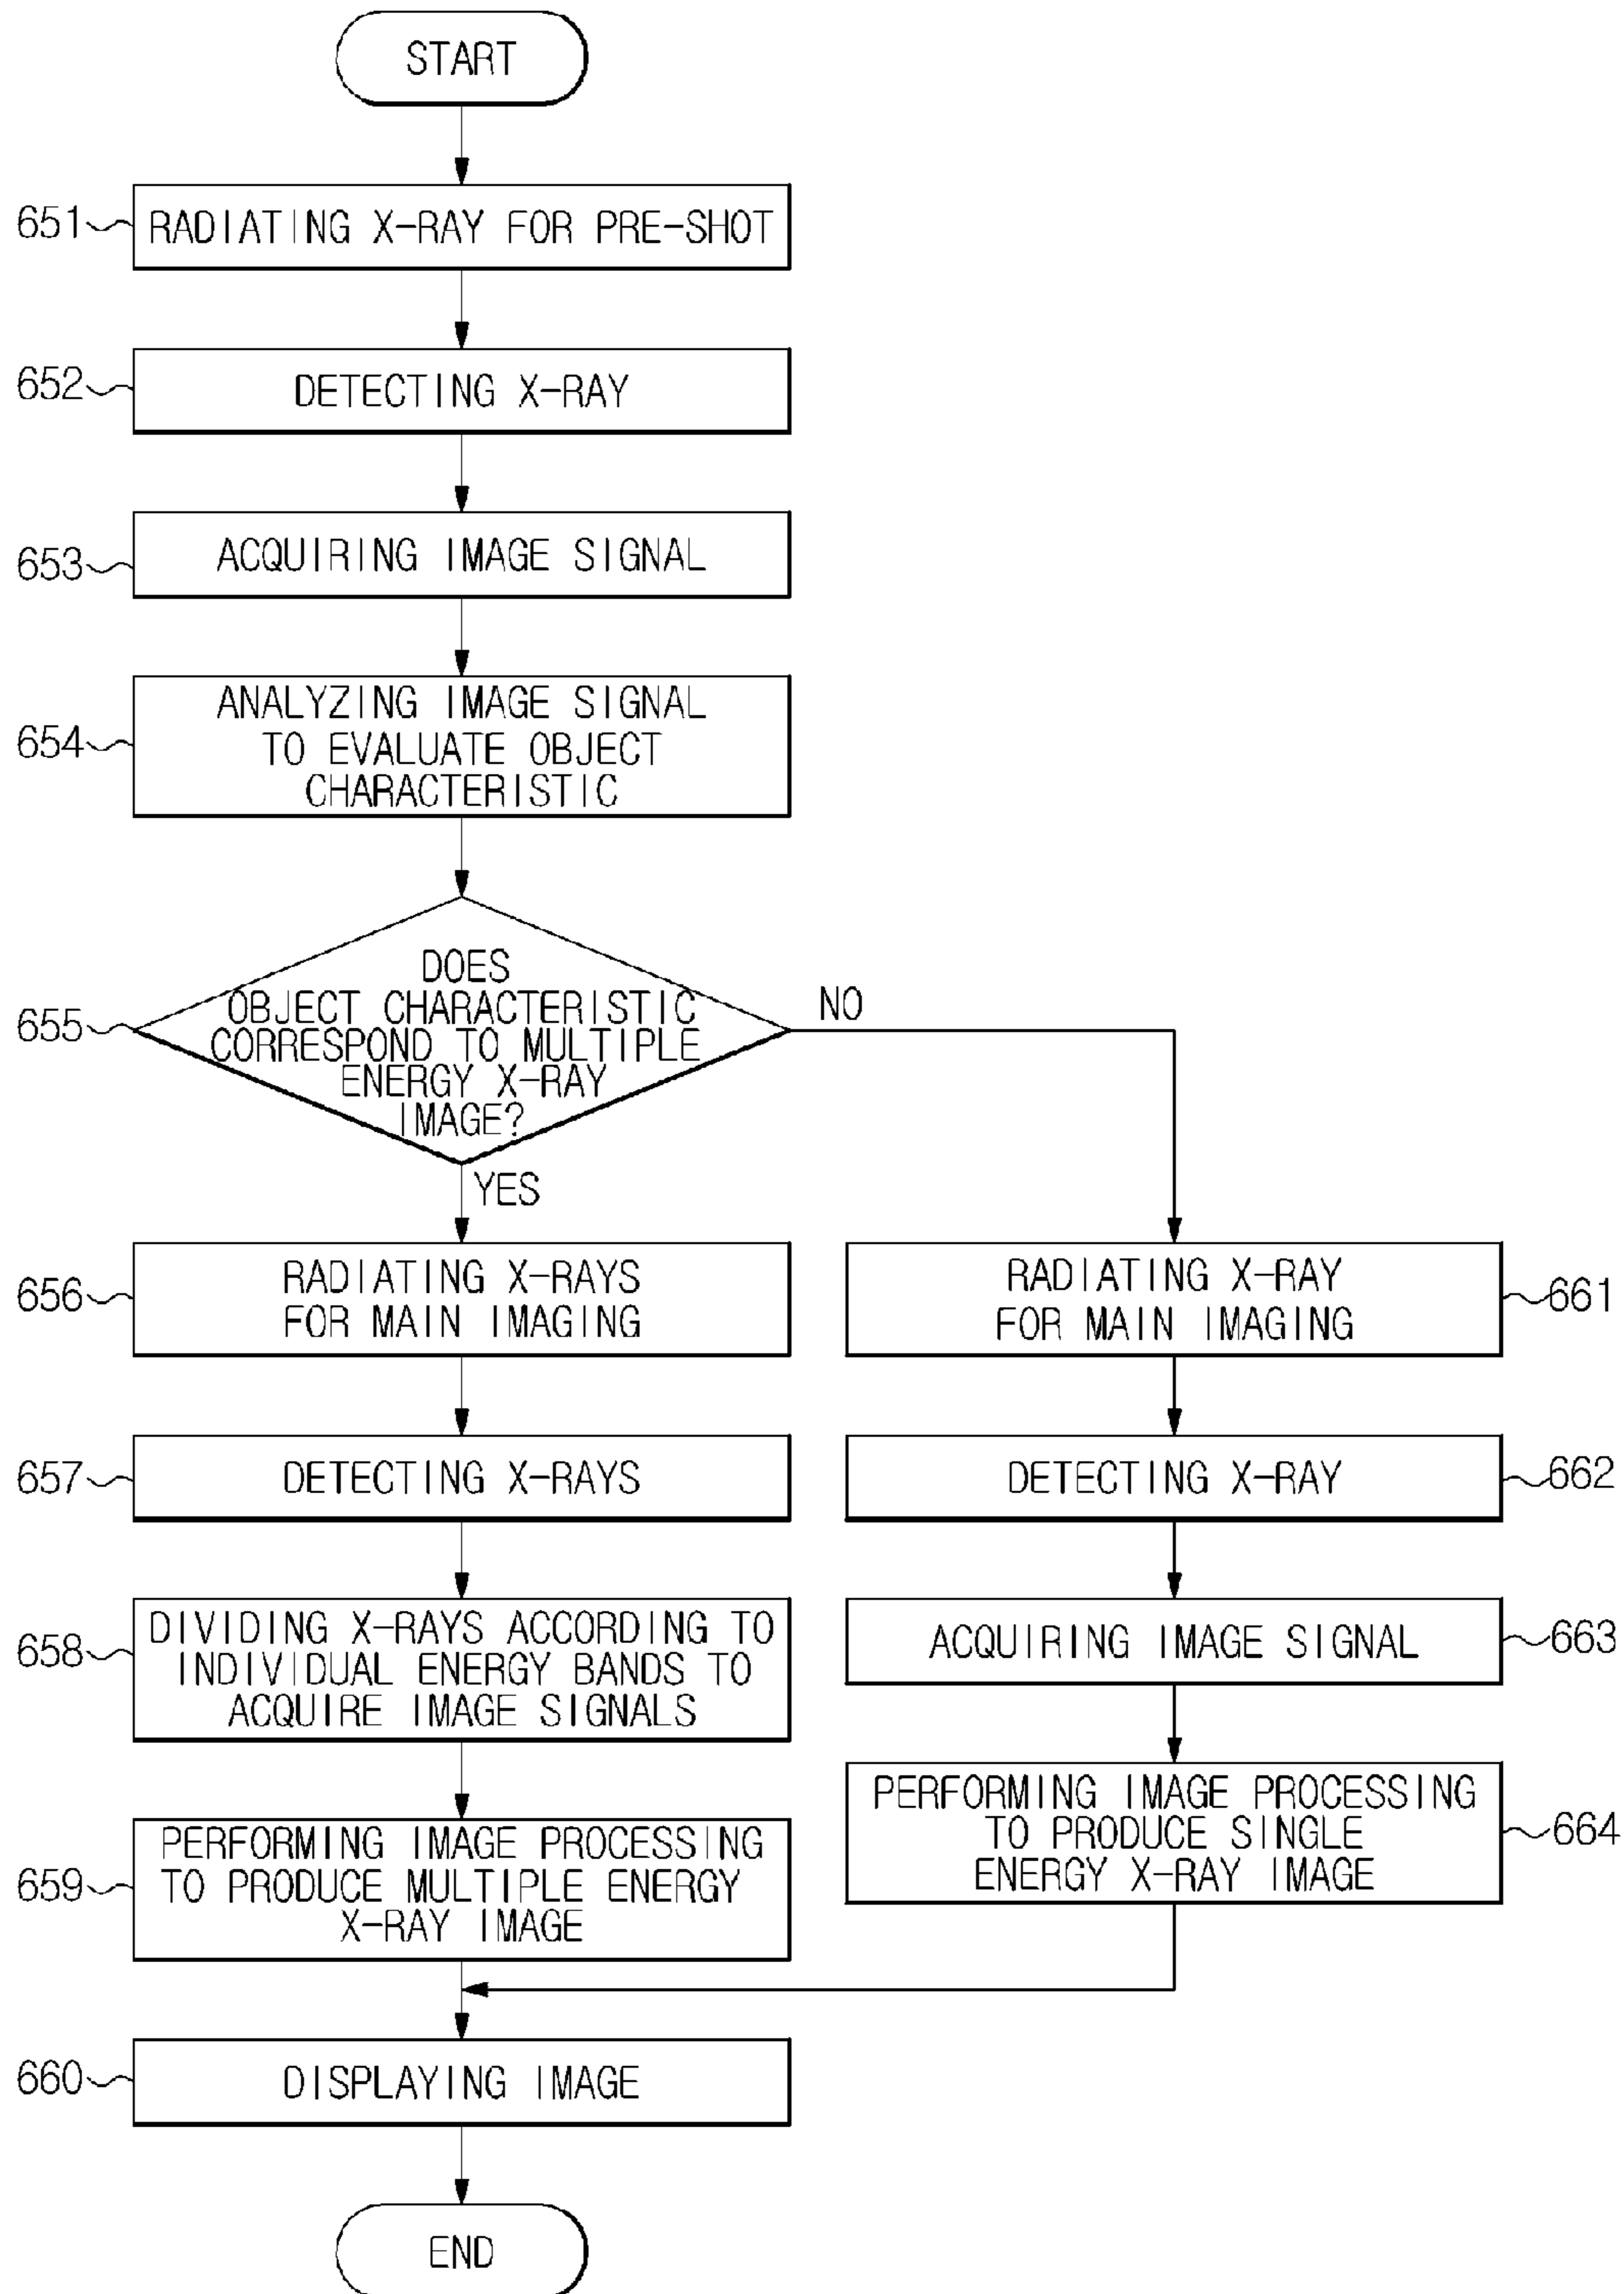 START
651
RADIATING X-RAY FOR PRE-SHOT
652
DETECTING X-RAY
653
ACQUIRING IMAGE SIGNAL
654
ANALYZING IMAGE SIGNAL
TO EVALUATE OBJECT
CHARACTERISTIC
655
DOES
OBJECT CHARACTERISTIC
CORRESPOND TO MULTIPLE
ENERGY X-RAY
IMAGE?
NO
YES
656
RADIATING X-RAYS
FOR MAIN IMAGING
657
DETECTING X-RAYS
658
DIVIDING X-RAYS ACCORDING TO
INDIVIDUAL ENERGY BANDS TO
ACQUIRE IMAGE SIGNALS
659
PERFORMING IMAGE PROCESSING
TO PRODUCE MULTIPLE ENERGY
X-RAY IMAGE
RADIATING X-RAY
FOR MAIN IMAGING
661
DETECTING X-RAY
662
ACQUIRING IMAGE SIGNAL
663
PERFORMING IMAGE PROCESSING
TO PRODUCE SINGLE
ENERGY X-RAY IMAGE
664
660
DISPLAYING IMAGE
END